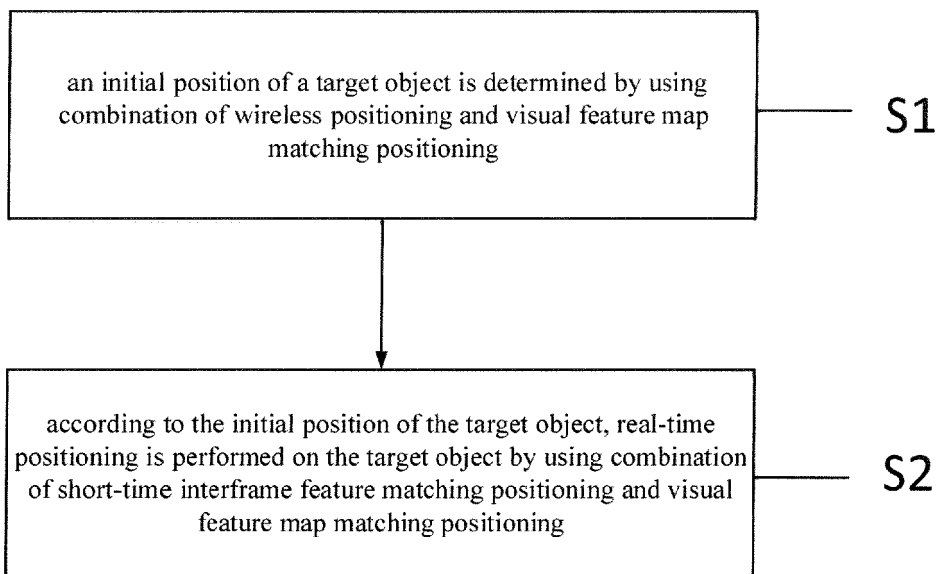 an initial position of a target object is determined by using
combination of wireless positioning and visual feature map
matching positioning
S1
according to the initial position of the target object, real-time
positioning is performed on the target object by using combination
of short-time interframe feature matching positioning and visual
feature map matching positioning
S2